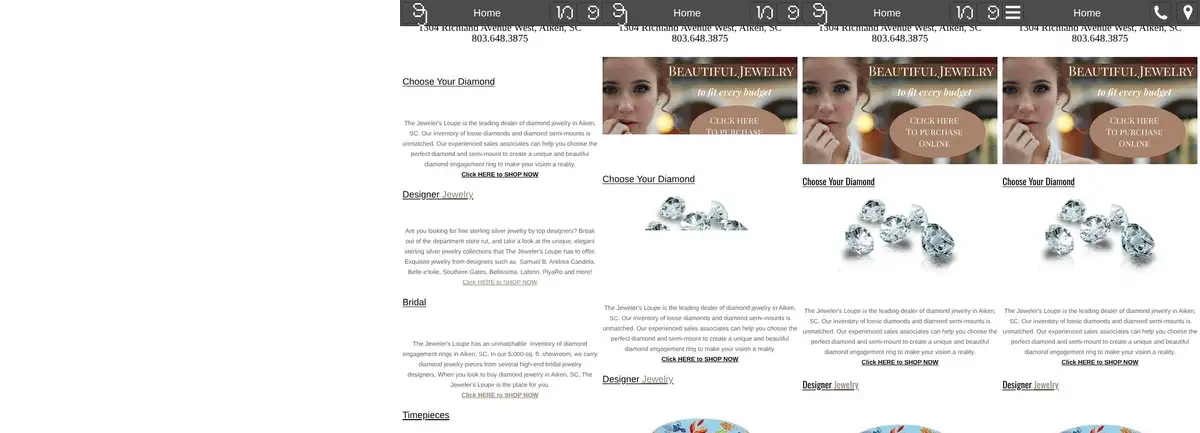 Home
1304 Richland Avenue West, Aiken, SC
803.648.3875
Choose Your Diamond
The Jeweler's Loupe is the leading dealer of diamond jewelry in Aiken,
SC. Our inventory of loose diamonds and diamond semi-mounts is
unmatched. Our experienced sales associates can help you choose the
perfect diamond and semi-mount to create a unique and beautiful
diamond engagement ring to make your vision a reality.
Click HERE to SHOP NOW
Designer Jewelry
Are you looking for fine sterling silver jewelry by top designers? Break
out of the department store rut, and take a look at the unique, elegant
sterling silver jewelry collections that The Jeweler's Loupe has to offer.
Exquisite jewelry from designers such as Samuel B, Andrea Candela,
Belle e'toile, Southern Gates, Bellissima, Lafonn, PiyaRo and more!
Click HERE to SHOP NOW
Bridal
The Jeweler's Loupe has an unmatchable inventory of diamond
engagement rings in Aiken, SC. In our 5,000-sq. ft. showroom, we carry
diamond jewelry pieces from several high-end bridal jewelry
designers. When you look to buy diamond jewelry in Aiken, SC, The
Jeweler's Loupe is the place for you.
Click HERE to SHOP NOW
Timepieces
Home
1304 Richland Avenue West, Aiken, SC
803.648.3875
Beautiful Jewelry
to fit every budget
Click here
To purchase
Choose Your Diamond
The Jeweler's Loupe is the leading dealer of diamond jewelry in Aiken,
SC. Our inventory of loose diamonds and diamond semi-mounts is
unmatched. Our experienced sales associates can help you choose the
perfect diamond and semi-mount to create a unique and beautiful
diamond engagement ring to make your vision a reality.
Click HERE to SHOP NOW
Designer Jewelry
Home
1304 Richland Avenue West, Aiken, SC
803.648.3875
Beautiful Jewelry
to fit every budget
Click here
To purchase
Online
Choose Your Diamond
The Jeweler's Loupe is the leading dealer of diamond jewelry in Aiken,
SC. Our inventory of loose diamonds and diamond semi-mounts is
unmatched. Our experienced sales associates can help you choose the
perfect diamond and semi-mount to create a unique and beautiful
diamond engagement ring to make your vision a reality.
Click HERE to SHOP NOW
Designer Jewelry
Home
1304 Richland Avenue West, Aiken, SC
803.648.3875
Beautiful Jewelry
to fit every budget
Click here
To purchase
Online
Choose Your Diamond
The Jeweler's Loupe is the leading dealer of diamond jewelry in Aiken,
SC. Our inventory of loose diamonds and diamond semi-mounts is
unmatched. Our experienced sales associates can help you choose the
perfect diamond and semi-mount to create a unique and beautiful
diamond engagement ring to make your vision a reality.
Click HERE to SHOP NOW
Designer Jewelry